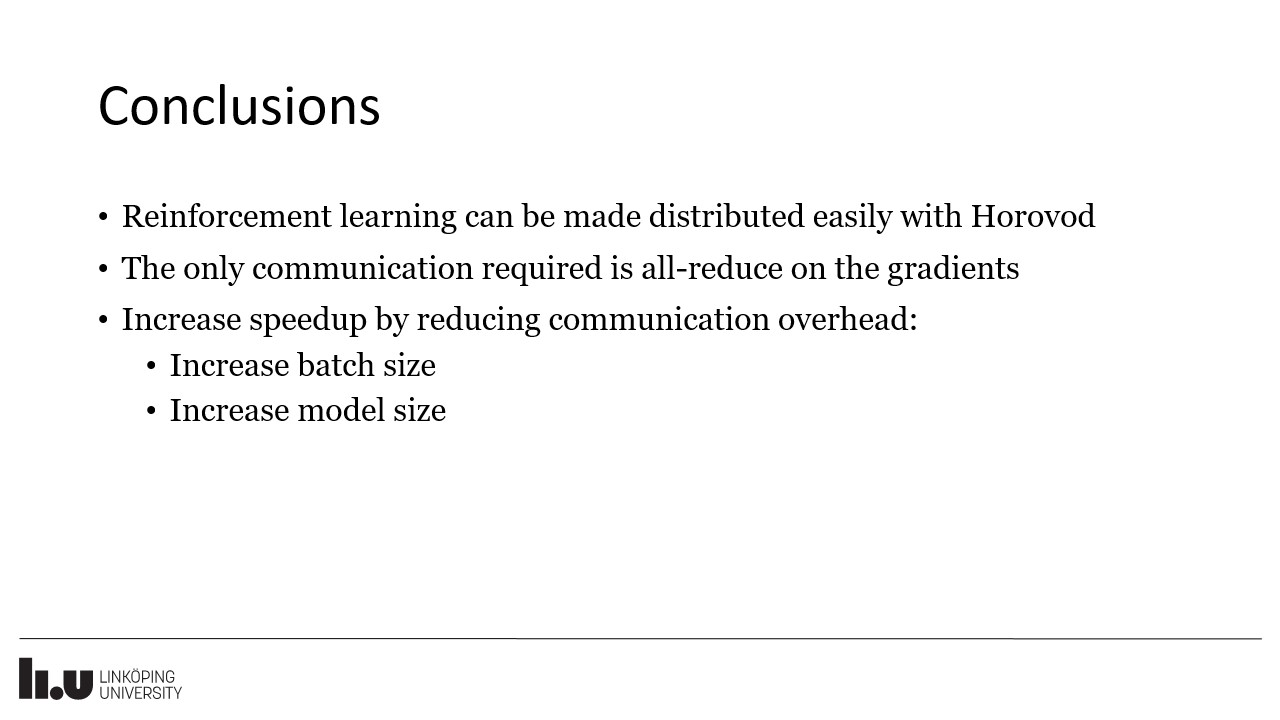 Conclusions
• Reinforcement learning can be made distributed easily with Horovod
• The only communication required is all-reduce on the gradients
• Increase speedup by reducing communication overhead:
• Increase batch size
• Increase model size
li.u LINKÖPING
UNIVERSITY